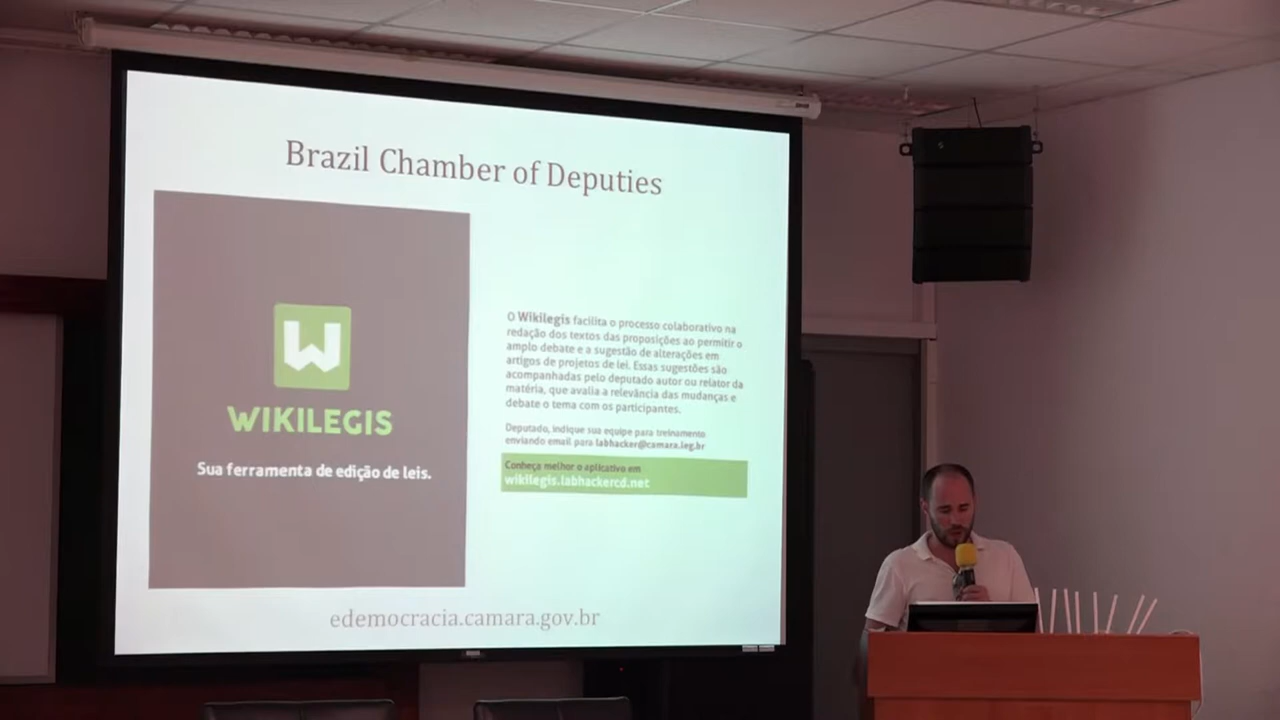 Brazil Chamber of Deputies
W
WIKILEGIS
Sua ferramenta de edição de leis.
O Wikilegis facilita o processo colaborativo na
redação dos textos das proposições ao permitir o
amplo debate e a sugestão de alterações em
artigos de projetos de lei. Essas sugestões são
acompanhadas pelo deputado autor ou relator da
matéria, que avalia a relevância das mudanças e
debate o tema com os participantes.
Deputado, indique sua equipe para treinamento
enviando email para labhacker@camara.leg.br
Conheça melhor o aplicativo em
wikilegis.labhackercd.net
edemocracia.camara.gov.br